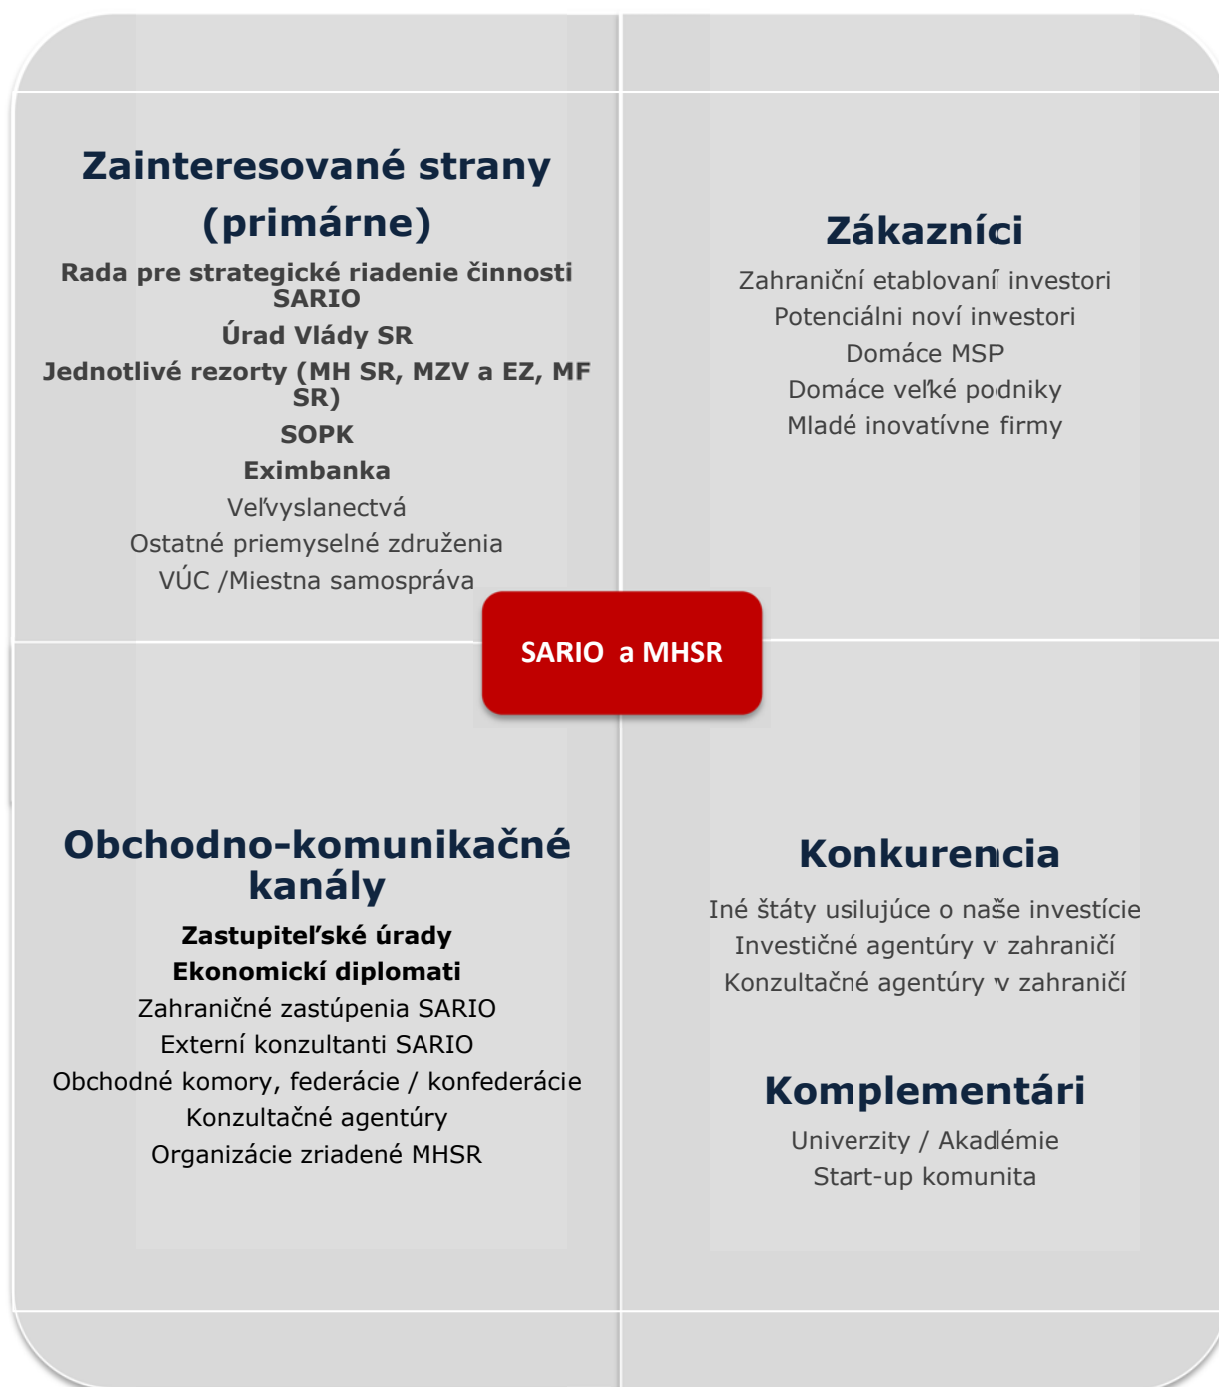 Zainteresované strany
(primárne)
Rada pre strategické riadenie činnosti
SARIO
Úrad Vlády SR
Jednotlivé rezorty (MH SR, MZV a EZ, MF
SR)
SOPK
Eximbanka
Veľvyslanectvá
Ostatné priemyselné združenia
VÚC /Miestna samospráva
Zákazníci
Zahraniční etablovaní investori
Potenciálni noví investori
Domáce MSP
Domáce veľké podniky
Mladé inovatívne firmy
SARIO a MHSR
Obchodno-komunikačné
kanály
Zastupiteľské úrady
Ekonomickí diplomati
Zahraničné zastúpenia SARIO
Externí konzultanti SARIO
Obchodné komory, federácie / konfederácie
Konzultačné agentúry
Organizácie zriadené MHSR
Konkurencia
Iné štáty usilujúce o naše investície
Investičné agentúry v zahraničí
Konzultačné agentúry v zahraničí
Komplementári
Univerzity / Akadémie
Start-up komunita